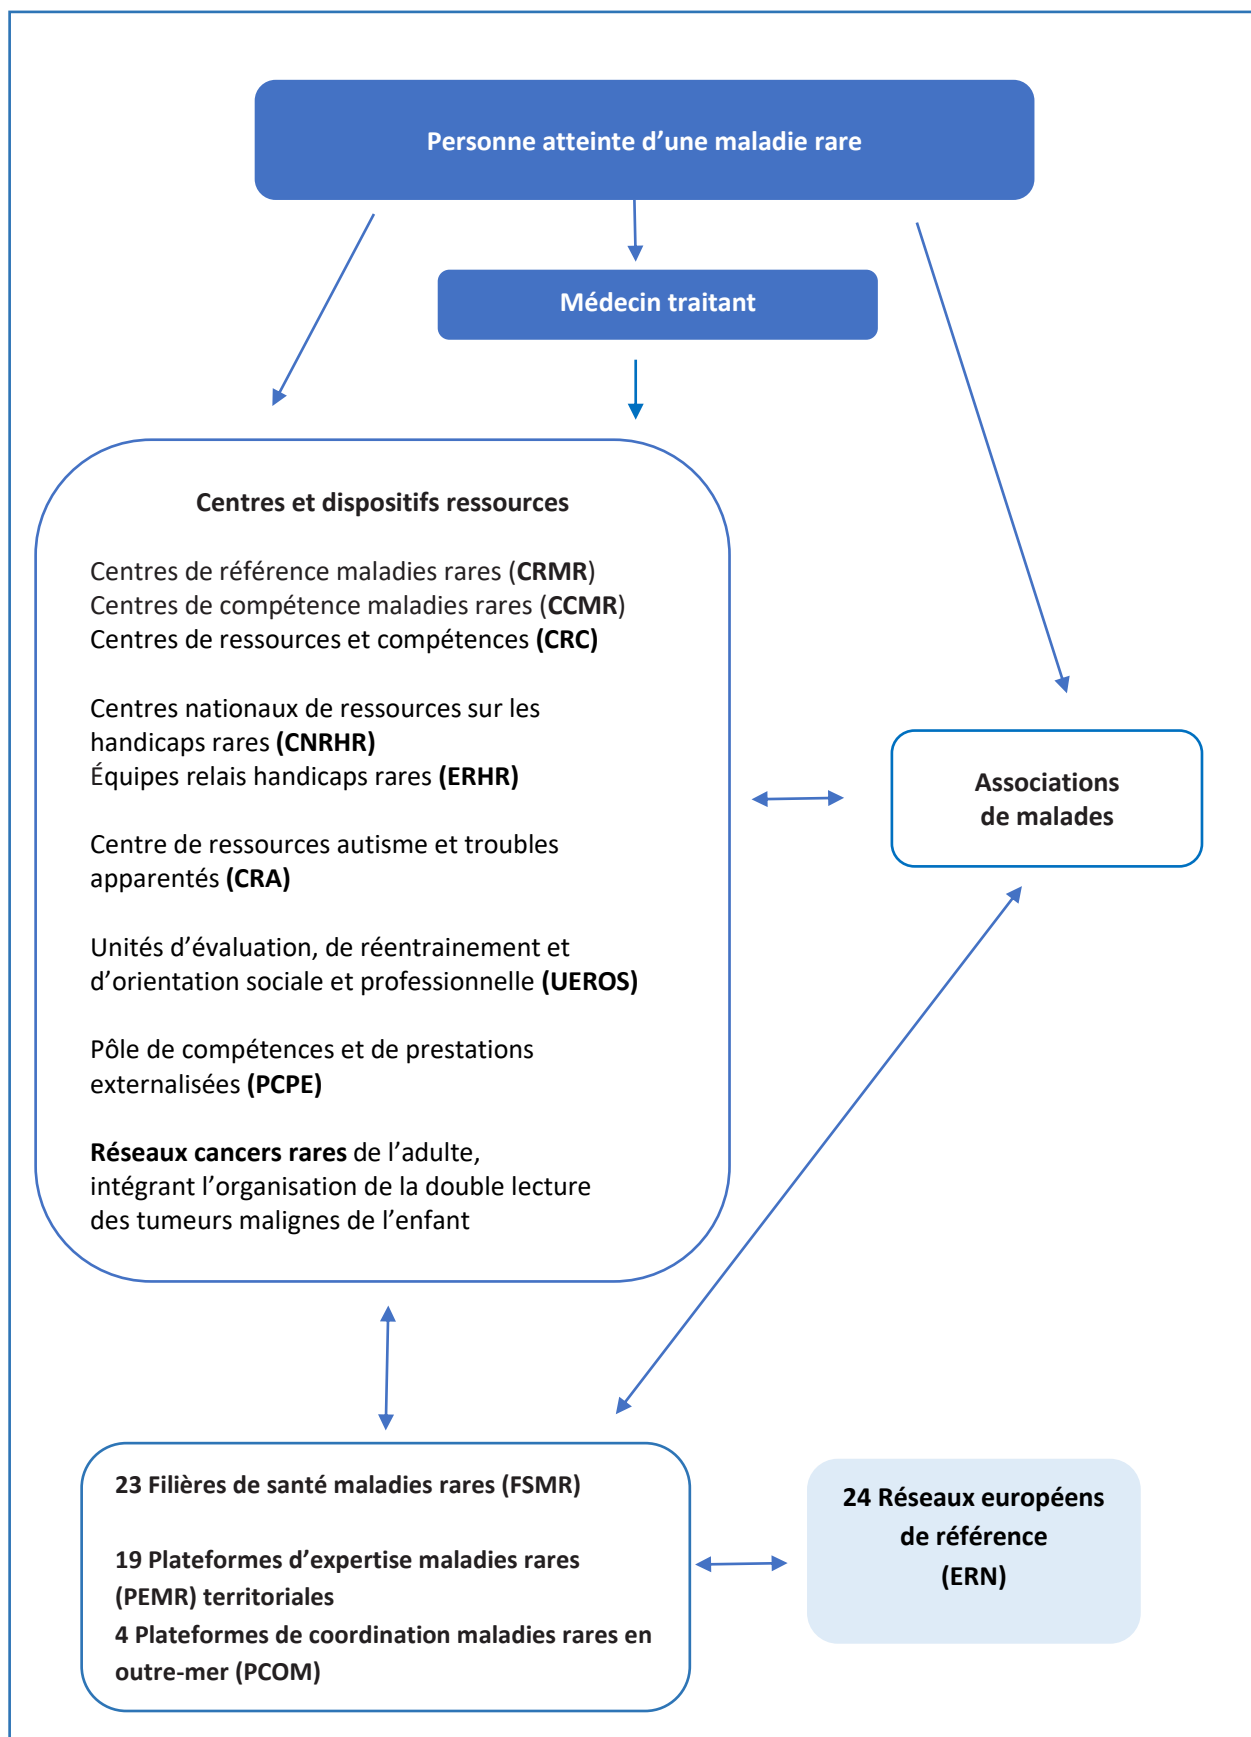 Personne atteinte d’une maladie rare
Médecin traitant
Centres et dispositifs ressources
Centres de référence maladies rares (CRMR)
Centres de compétence maladies rares (CCMR)
Centres de ressources et compétences (CRC)
Centres nationaux de ressources sur les
handicaps rares (CNRHR)
Équipes relais handicaps rares (ERHR)
Centre de ressources autisme et troubles
apparentés (CRA)
Unités d’évaluation, de réentrainement et
d’orientation sociale et professionnelle (UEROS)
Pôle de compétences et de prestations
externalisées (PCPE)
Réseaux cancers rares de l’adulte,
intégrant l’organisation de la double lecture
des tumeurs malignes de l’enfant
Associations
de malades
23 Filières de santé maladies rares (FSMR)
19 Plateformes d’expertise maladies rares
(PEMR) territoriales
4 Plateformes de coordination maladies rares en
outre-mer (PCOM)
24 Réseaux européens
de référence
(ERN)